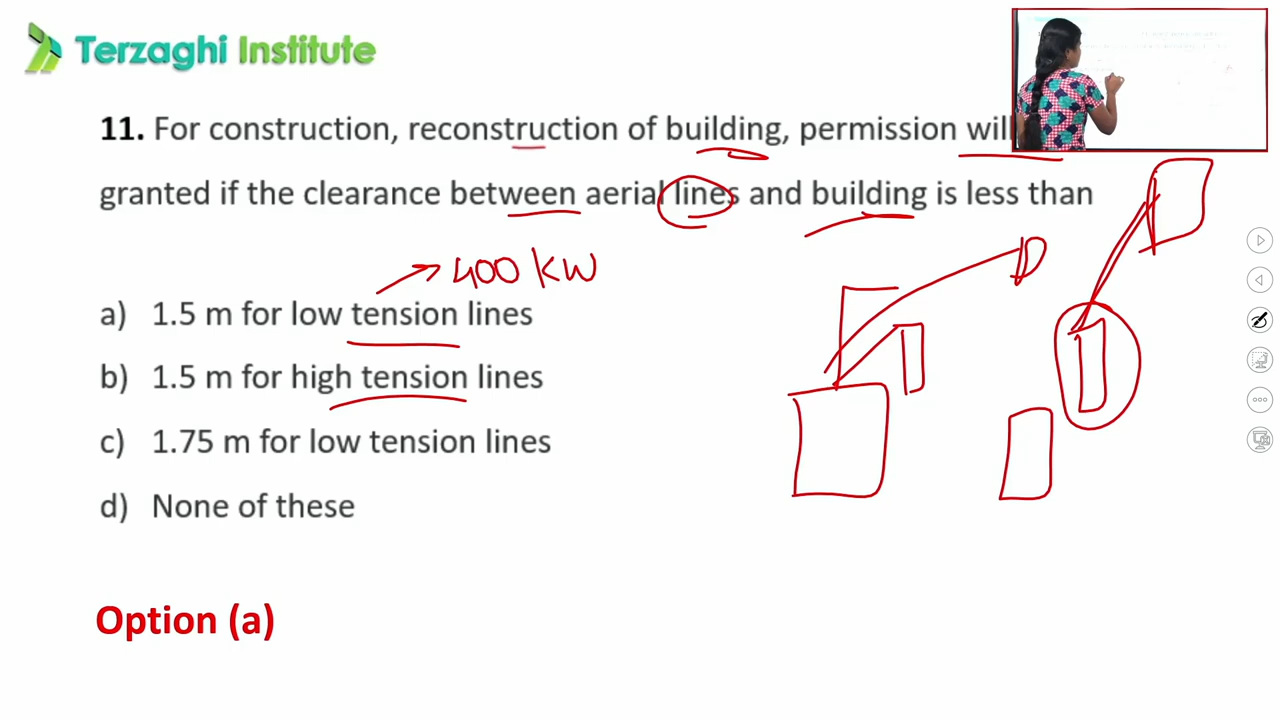 Terzaghi Institute
11. For construction, reconstruction of building, permission will
granted if the clearance between aerial lines and building is less than
400 KW
a) 1.5 m for low tension lines
b) 1.5 m for high tension lines
c) 1.75 m for low tension lines
d) None of these
Option (a)